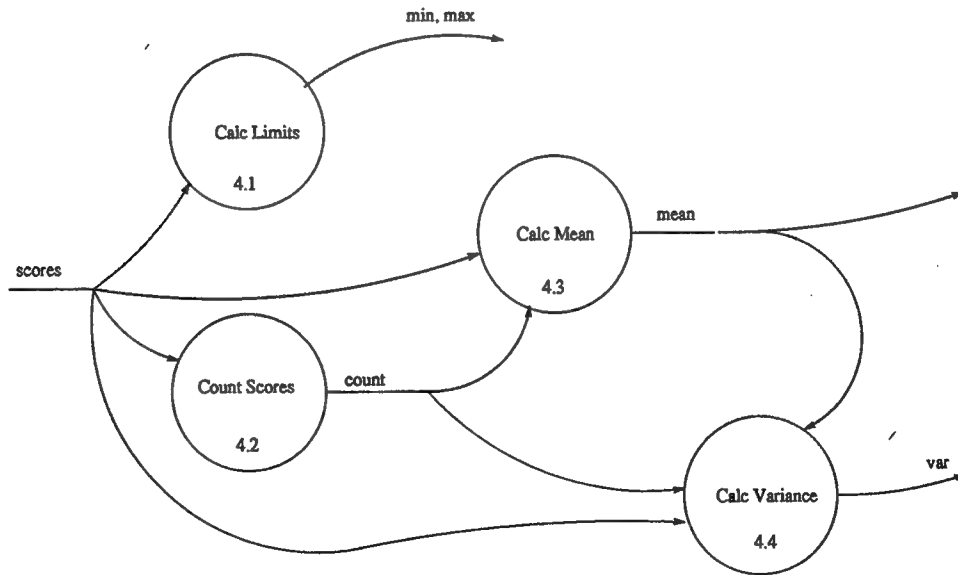 min, max
Calc Limits
4.1
scores
Calc Mean
4.3
mean
Count Scores
4.2
count
Calc Variance
4.4
var